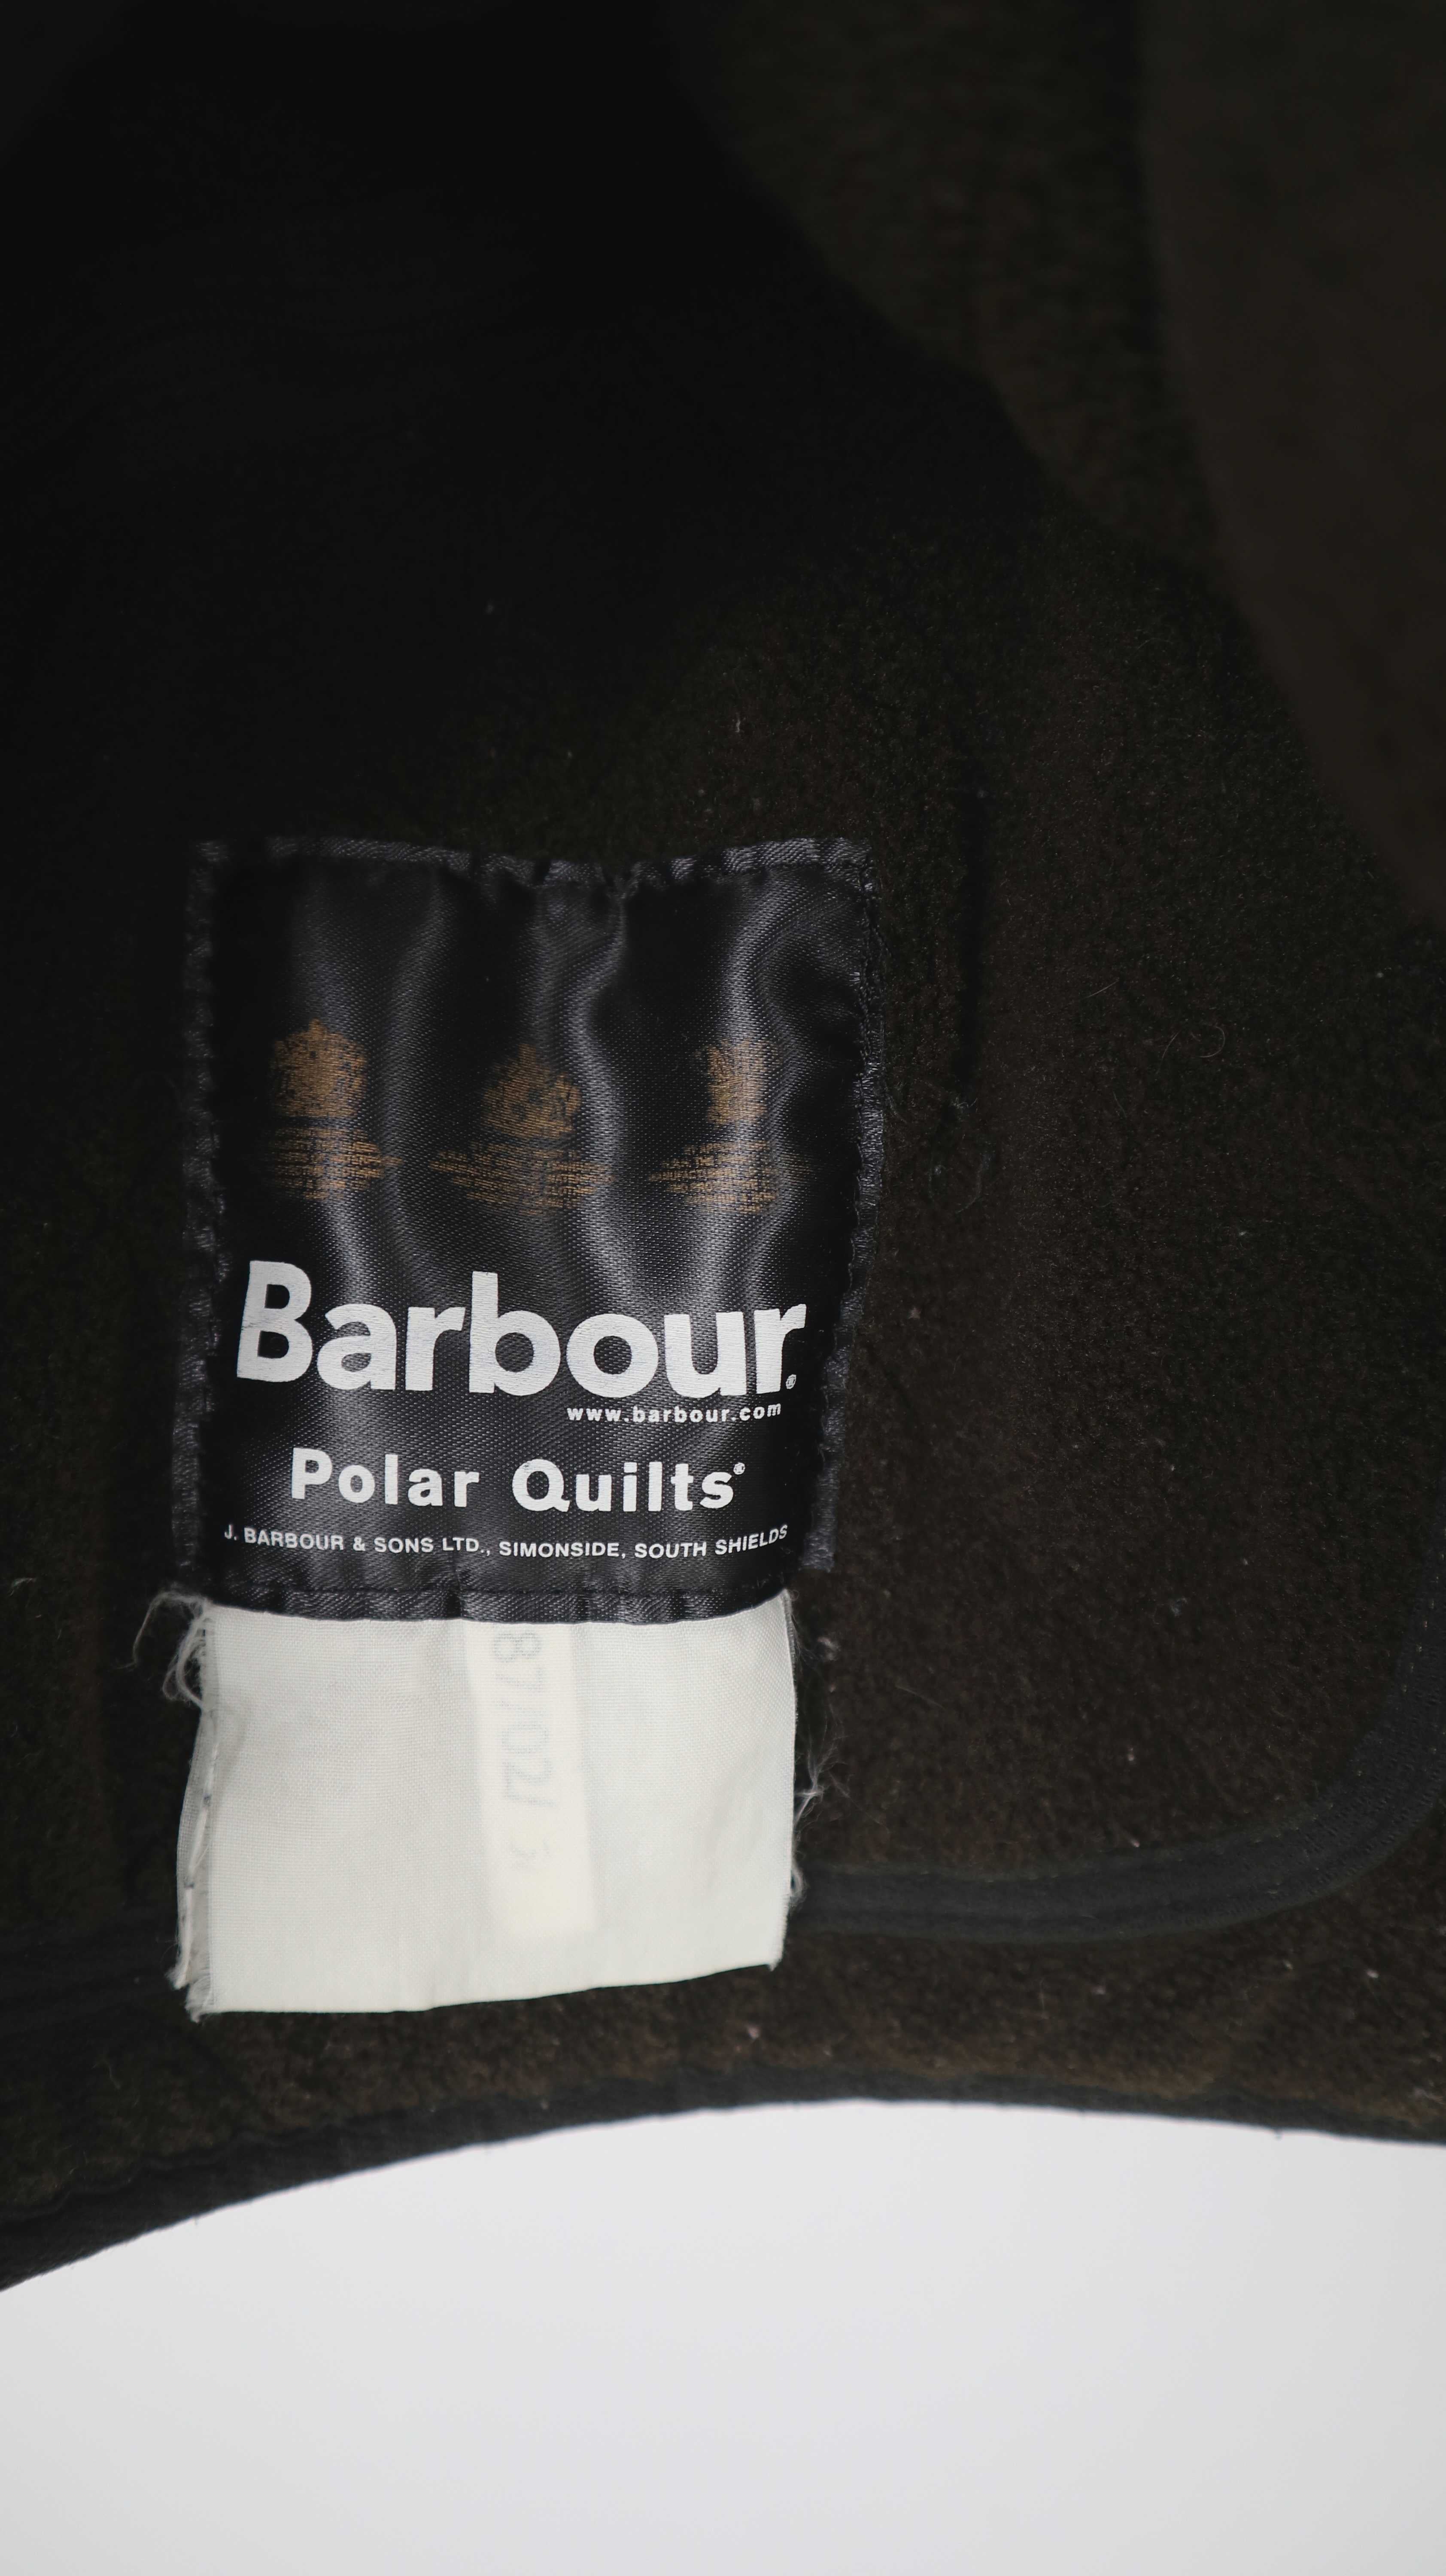 Barbour®
www.barbour.com
Polar Quilts®
J. BARBOUR & SONS LTD., SIMONSIDE, SOUTH SHIELDS